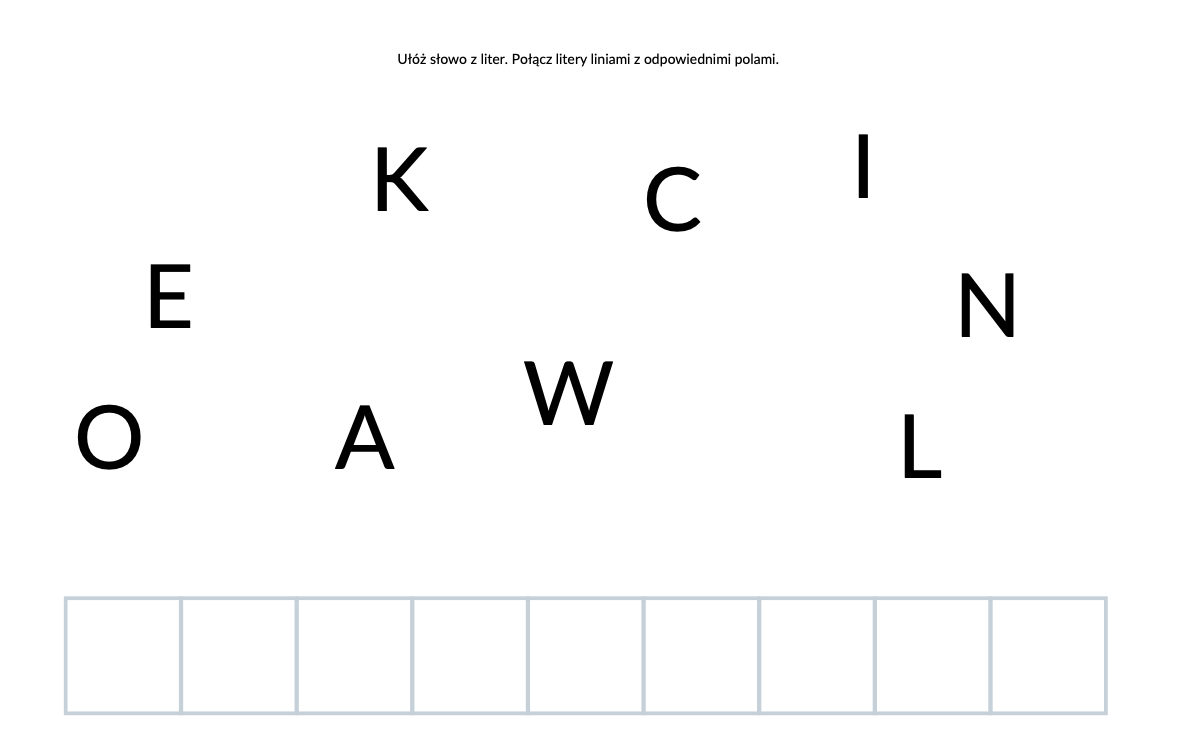 Ułóż słowo z liter. Połącz litery liniami z odpowiednimi polami.
K C I
E N
W
O A L